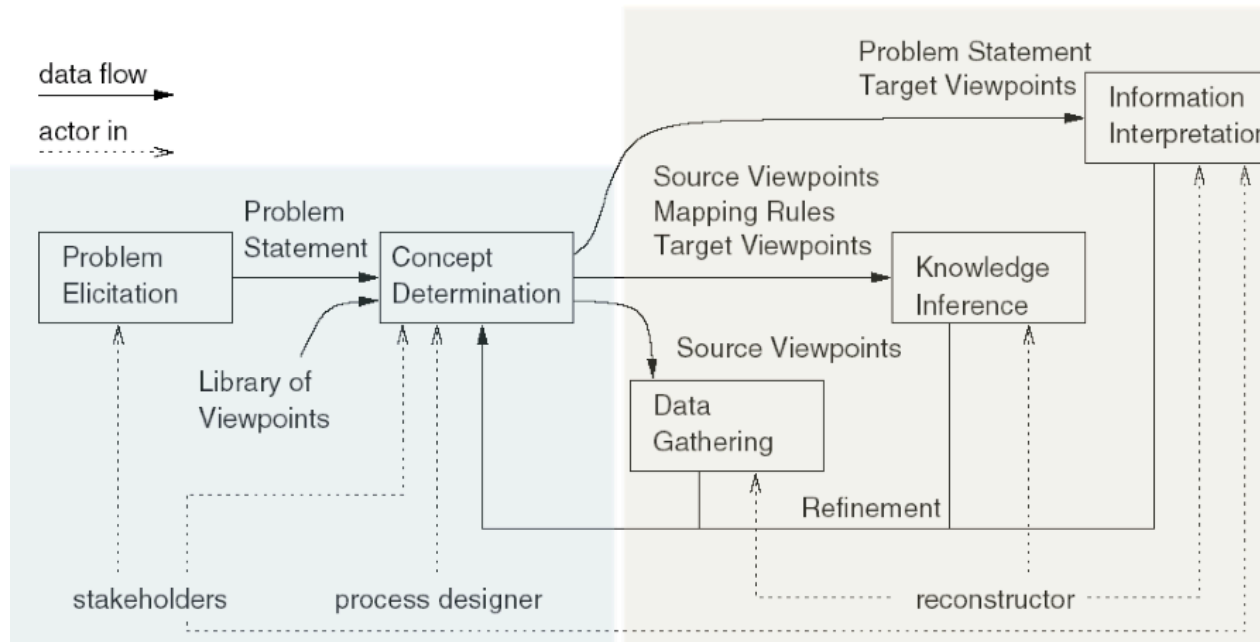 data flow
actor in
Problem Statement
Target Viewpoints
Information
Interpretation
Source Viewpoints
Mapping Rules
Target Viewpoints
Problem
Statement
Problem
Elicitation
Concept
Determination
Knowledge
Inference
Library of
Viewpoints
Source Viewpoints
Data
Gathering
Refinement
stakeholders
process designer
reconstructor